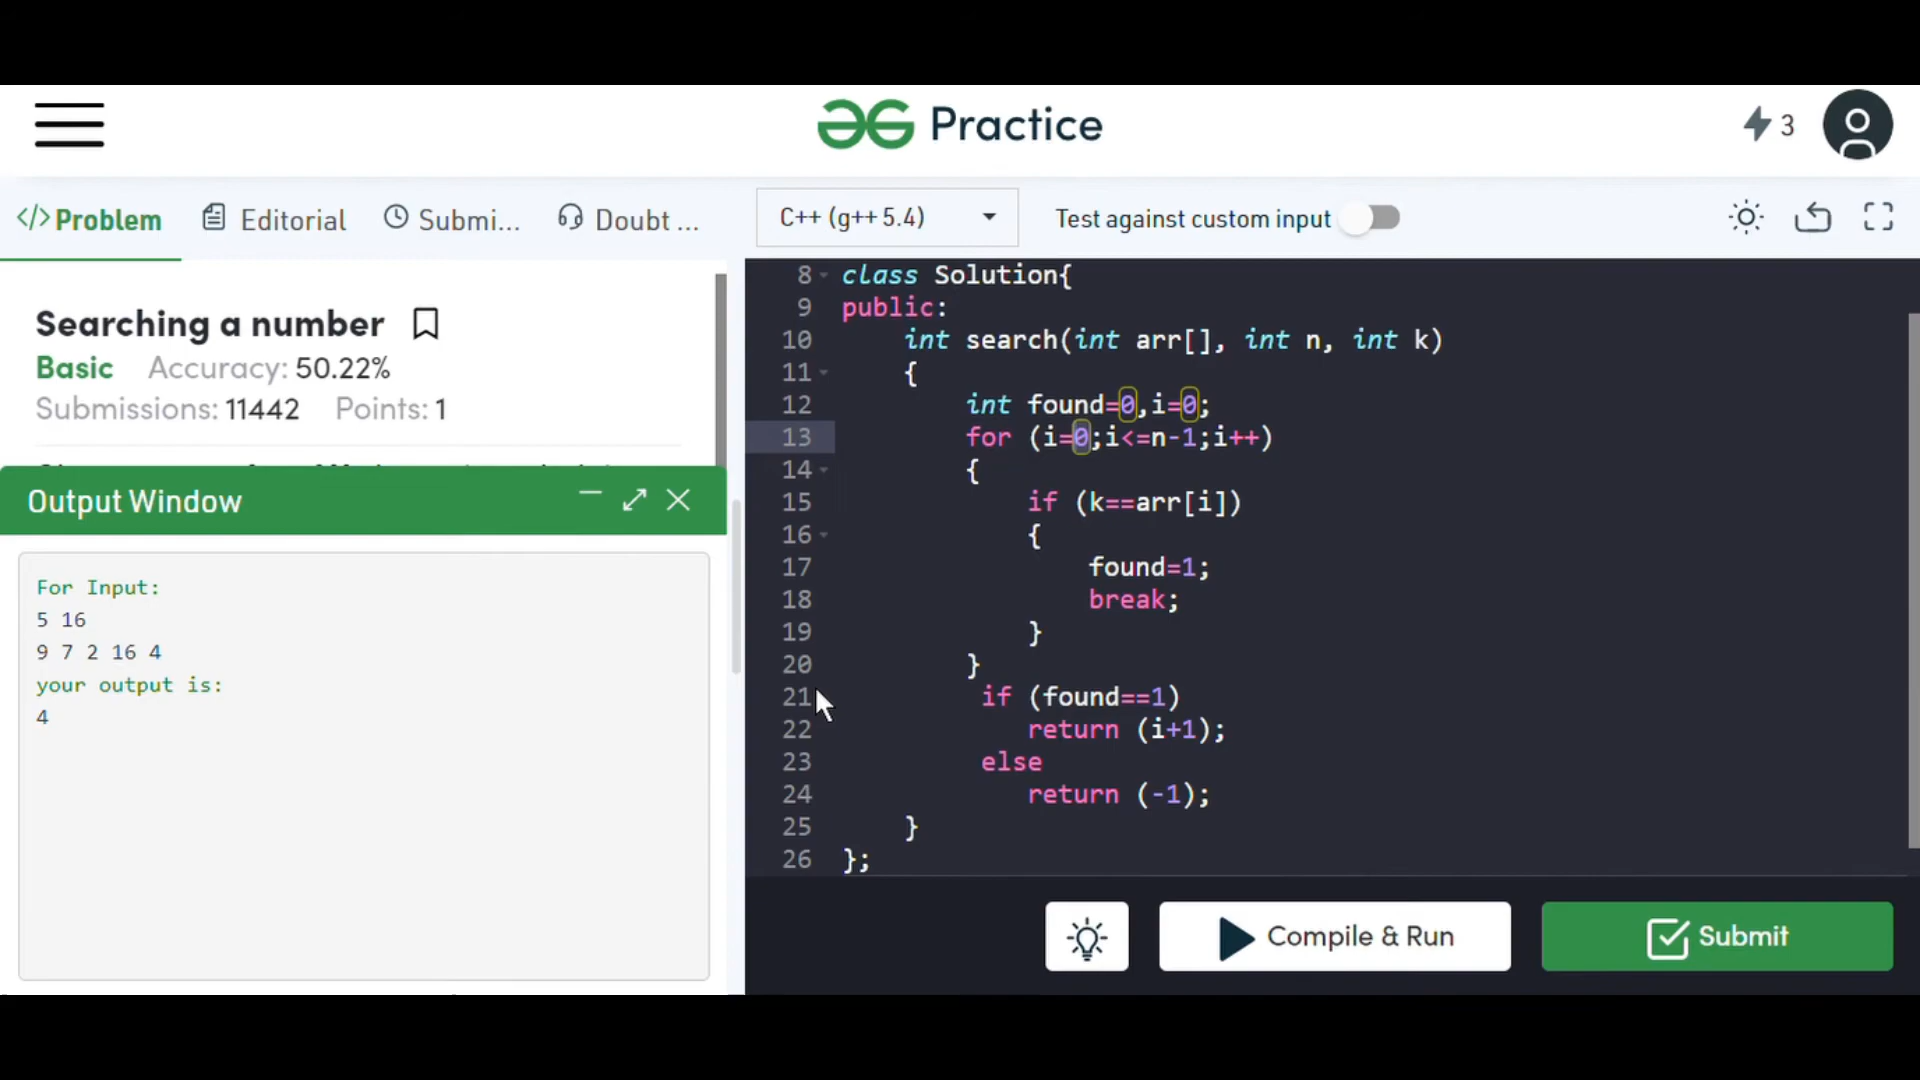 Practice
3
</> Problem
Editorial
Submi...
Doubt ...
C++ (g++ 5.4)
Test against custom input
Searching a number
Basic Accuracy: 50.22%
Submissions: 11442 Points: 1
Output Window
For Input:
5 16
9 7 2 16 4
your output is:
4
8 class Solution{
9 public:
10 int search(int arr[], int n, int k)
11 {
12 int found=0,i=0;
13 for (i=0;i<=n-1;i++)
14 {
15 if (k==arr[i])
16 {
17 found=1;
18 break;
19 }
20 }
21 if (found==1)
22 return (i+1);
23 else
24 return (-1);
25 }
26 };
Compile & Run
Submit